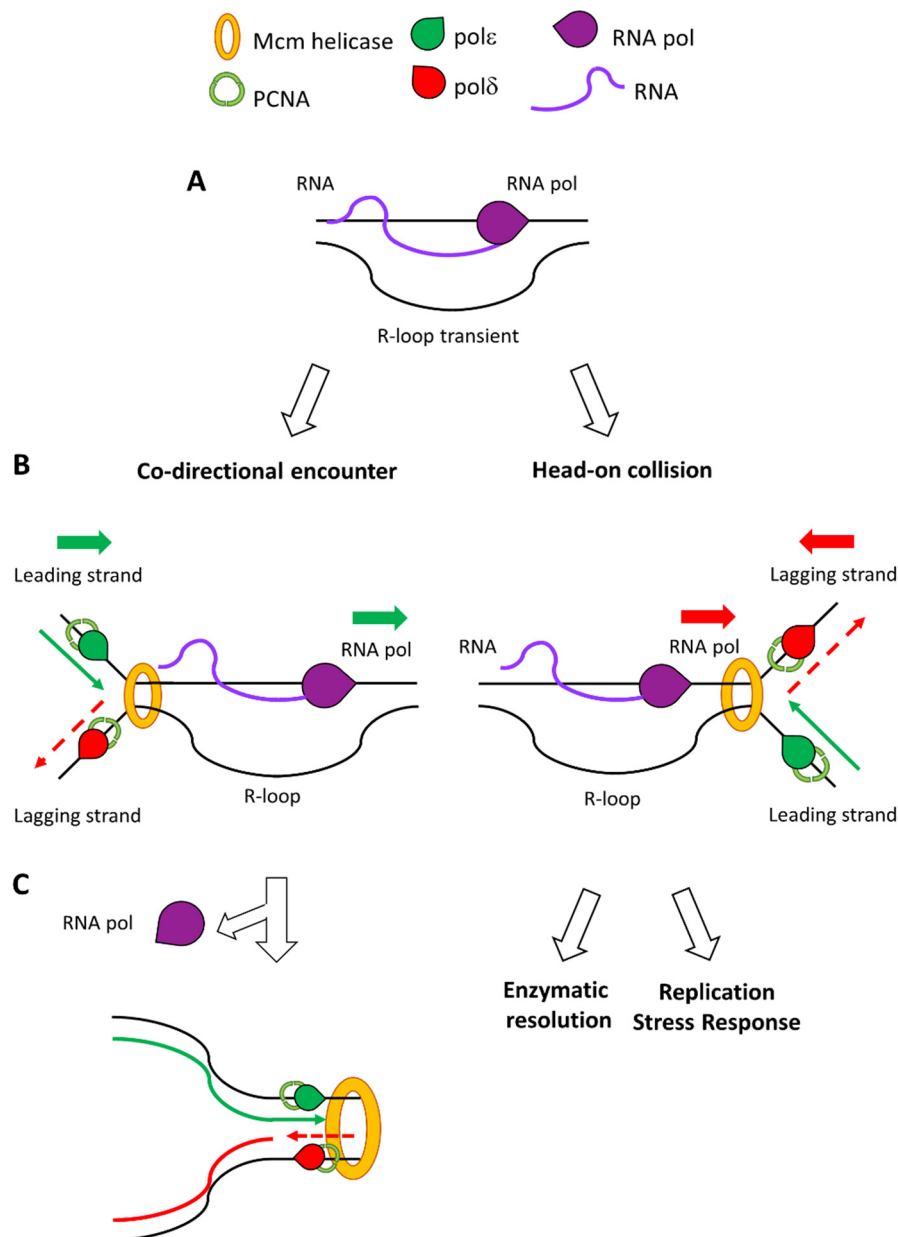 Mcm helicase
polε
RNA pol
PCNA
polδ
RNA
A
RNA
RNA pol
R-loop transient
B
Co-directional encounter
Head-on collision
Leading strand
Lagging strand
RNA pol
RNA
RNA pol
R-loop
R-loop
Lagging strand
Leading strand
C
RNA pol
Enzymatic
resolution
Replication
Stress Response